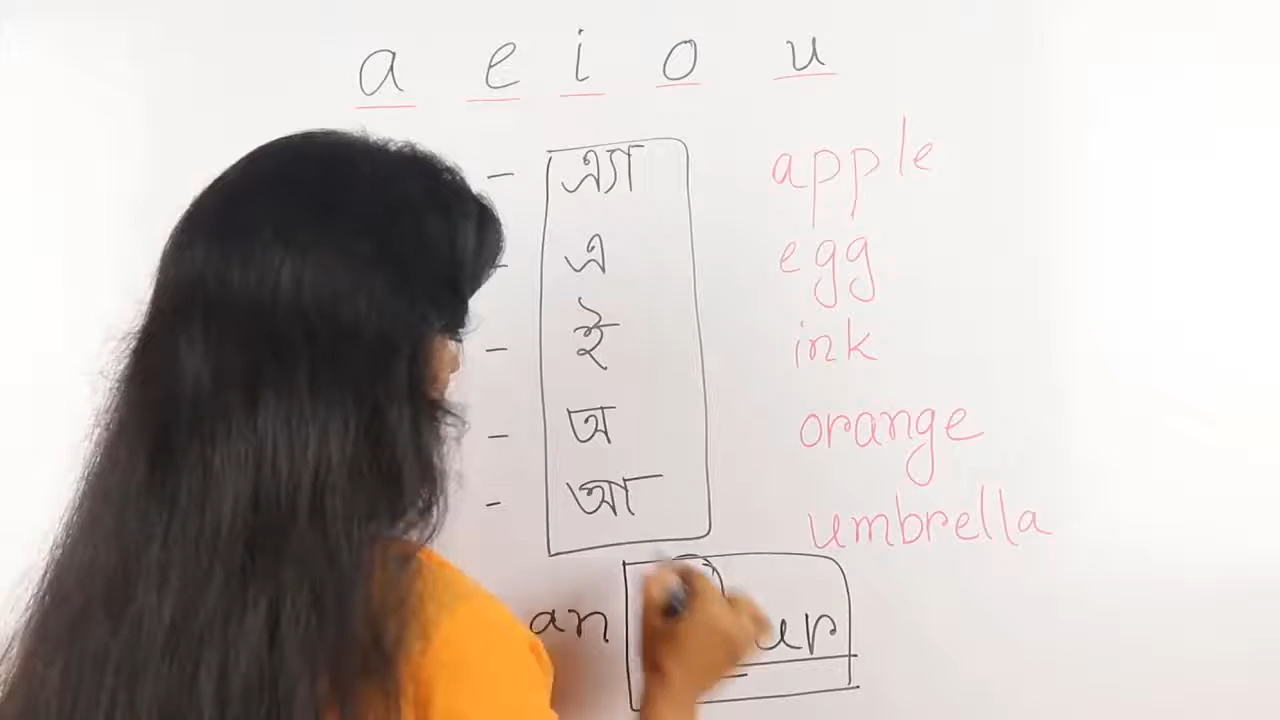 a e i o u
- এ্যা apple
- এ egg
- ই ink
- অ orange
- আ umbrella
an